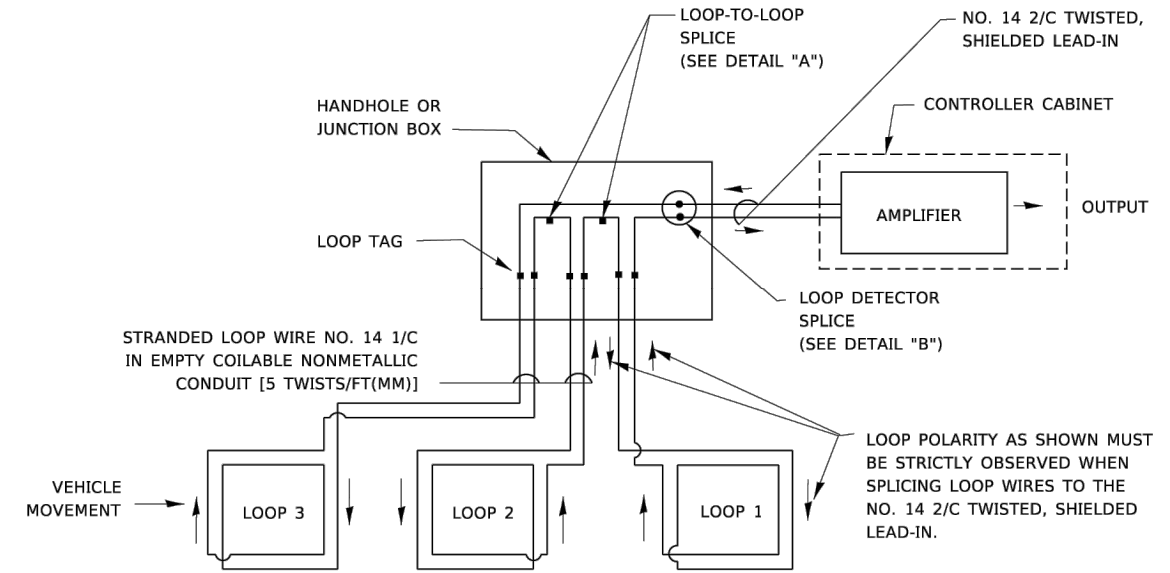 LOOP-TO-LOOP
SPLICE
(SEE DETAIL "A")
NO. 14 2/C TWISTED,
SHIELDED LEAD-IN
HANDHOLE OR
JUNCTION BOX
CONTROLLER CABINET
AMPLIFIER
OUTPUT
LOOP TAG
LOOP DETECTOR
SPLICE
(SEE DETAIL "B")
STRANDED LOOP WIRE NO. 14 1/C
IN EMPTY COILABLE NONMETALLIC
CONDUIT [5 TWISTS/FT(MM)]
LOOP POLARITY AS SHOWN MUST
BE STRICTLY OBSERVED WHEN
SPLICING LOOP WIRES TO THE
NO. 14 2/C TWISTED, SHIELDED
LEAD-IN.
VEHICLE
MOVEMENT
LOOP 3
LOOP 2
LOOP 1